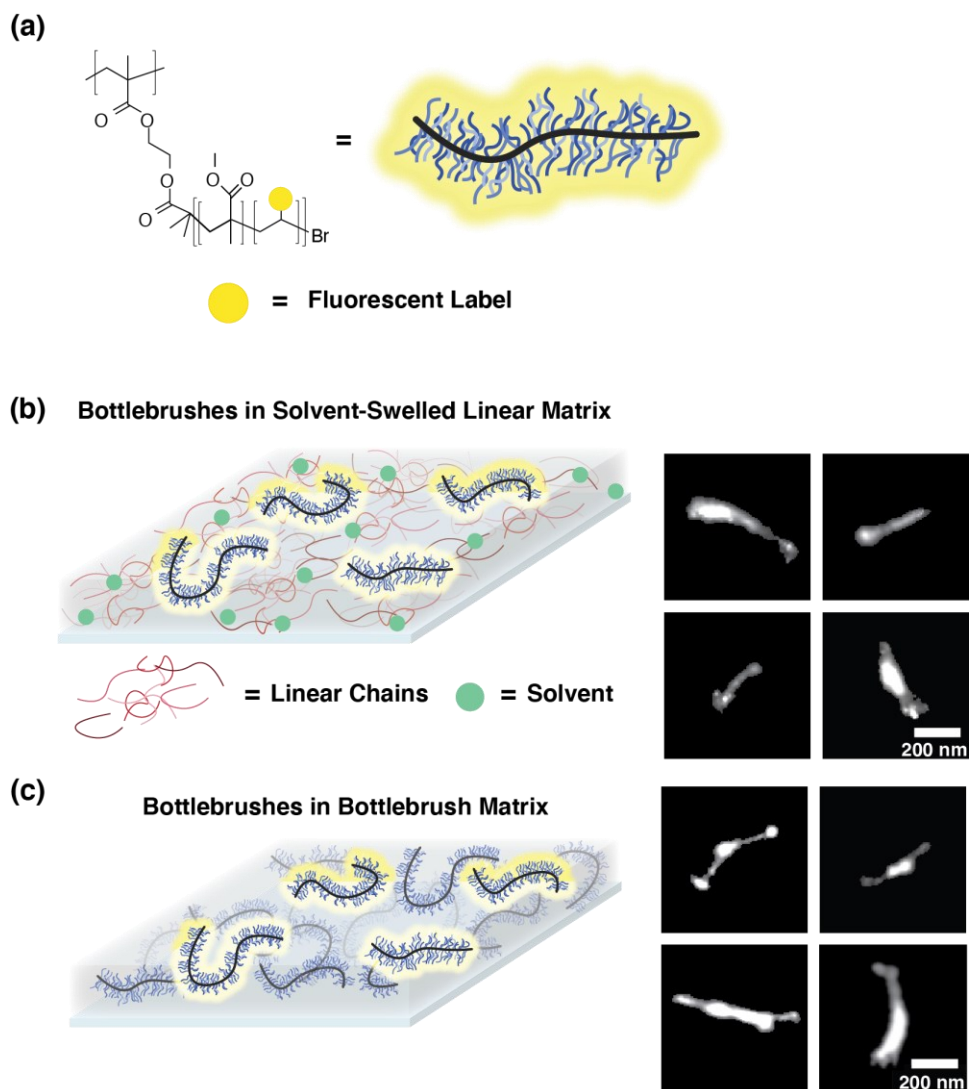 (a)
O
O
O
O
O
O
Br
=
= Fluorescent Label
(b) Bottlebrushes in Solvent-Swelled Linear Matrix
= Linear Chains
= Solvent
200 nm
(c)
Bottlebrushes in Bottlebrush Matrix
200 nm